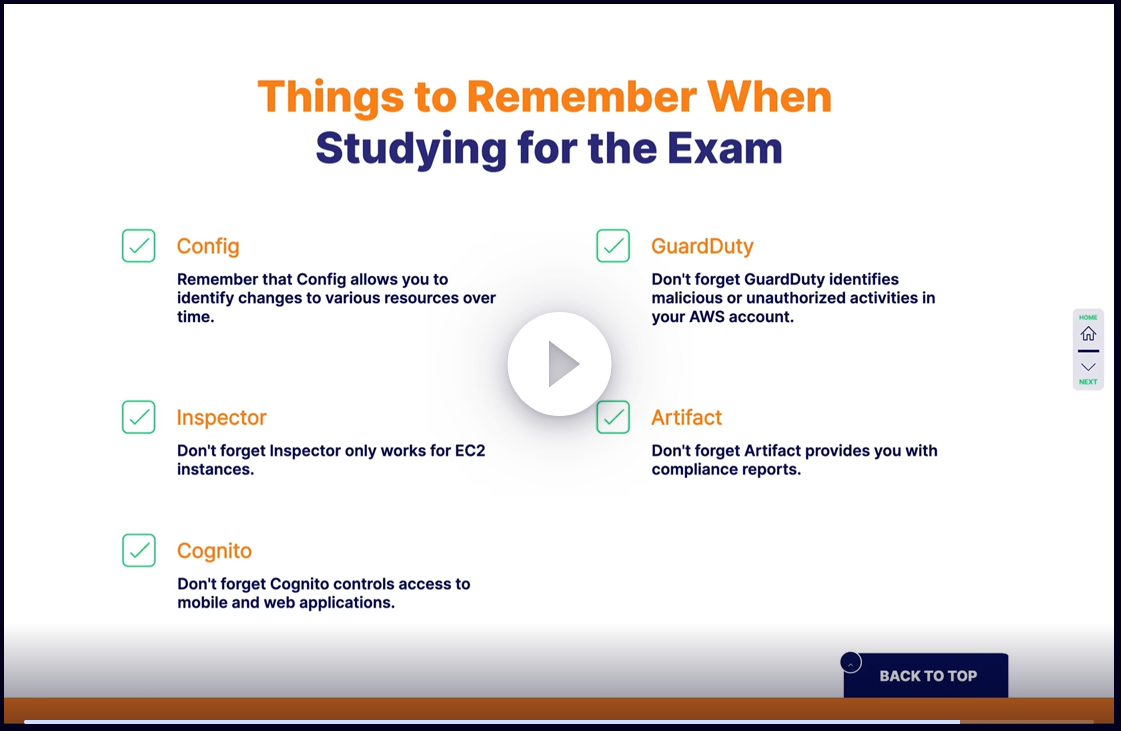 Things to Remember When
Studying for the Exam
Config
Remember that Config allows you to
identify changes to various resources over
time.
GuardDuty
Don't forget GuardDuty identifies
malicious or unauthorized activities in
your AWS account.
HOME
NEXT
Inspector
Don't forget Inspector only works for EC2
instances.
Artifact
Don't forget Artifact provides you with
compliance reports.
Cognito
Don't forget Cognito controls access to
mobile and web applications.
BACK TO TOP